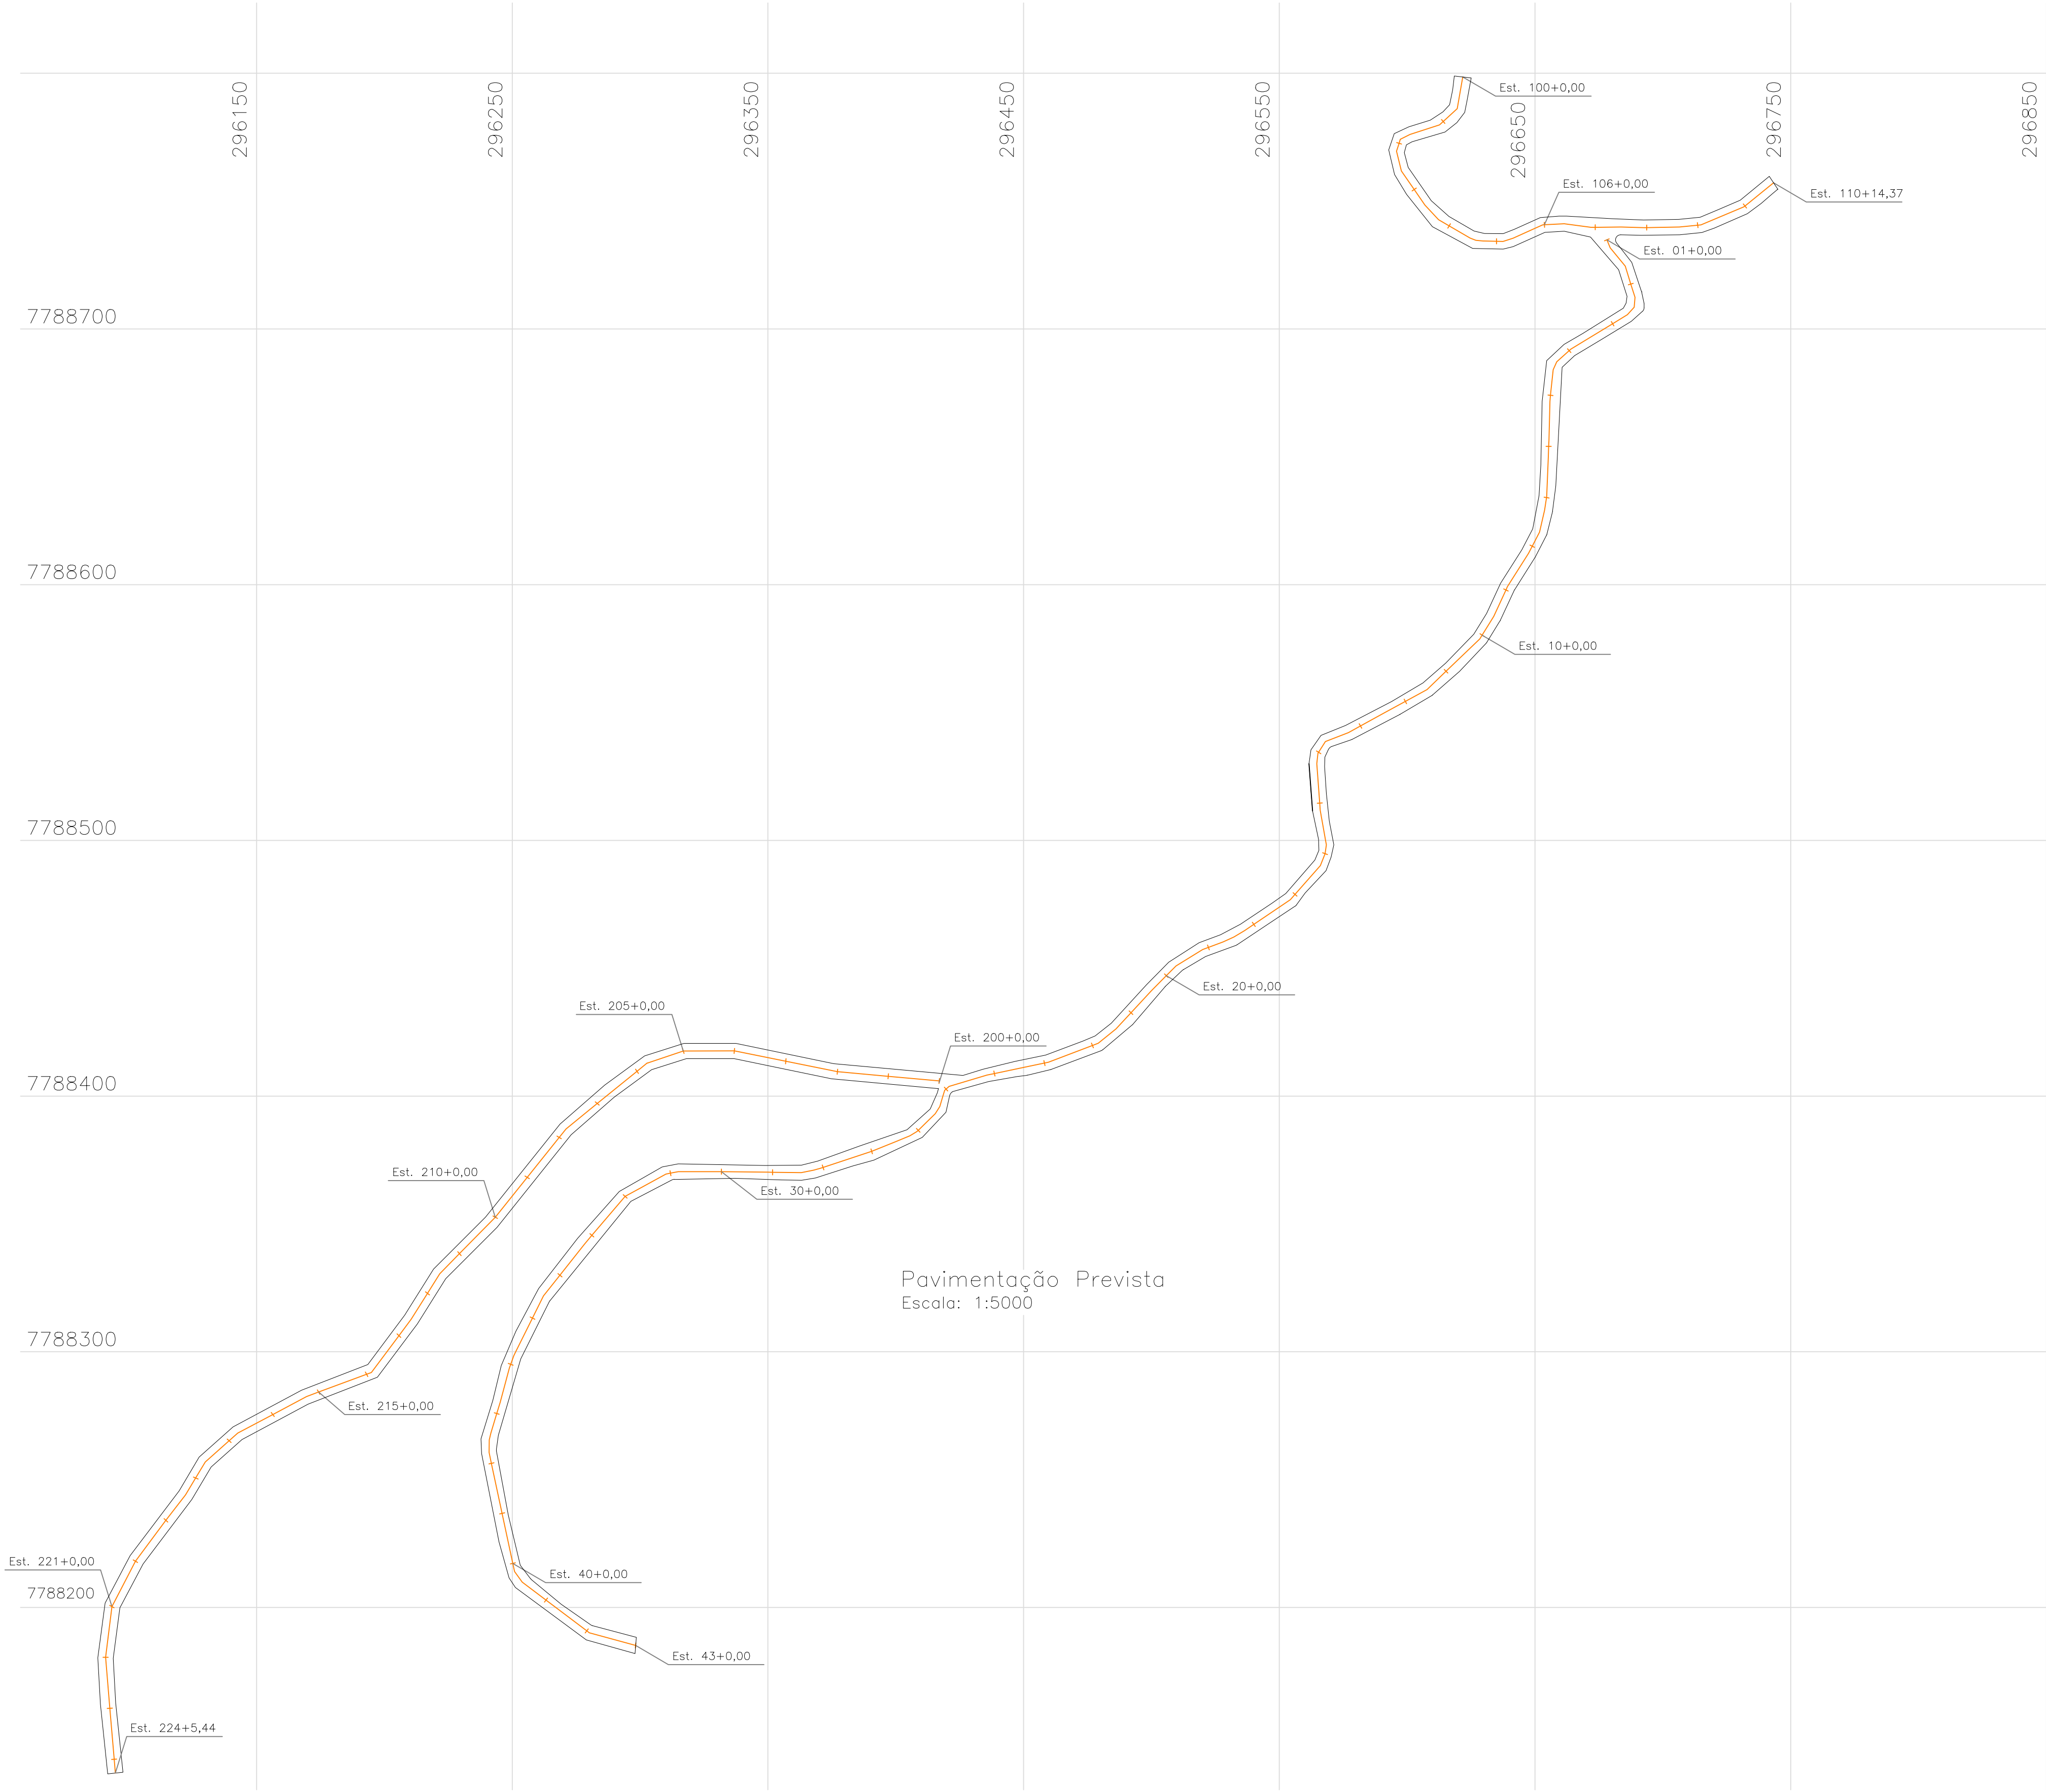 296150
296250
296350
296450
296550
296650
296750
296850
Est. 100+0,00
Est. 106+0,00
Est. 110+14,37
Est. 01+0,00
7788700
7788600
Est. 10+0,00
7788500
Est. 20+0,00
Est. 205+0,00
Est. 200+0,00
7788400
Est. 210+0,00
Est. 30+0,00
Pavimentação Prevista
Escala: 1:5000
7788300
Est. 215+0,00
Est. 221+0,00
Est. 40+0,00
7788200
Est. 43+0,00
Est. 224+5,44